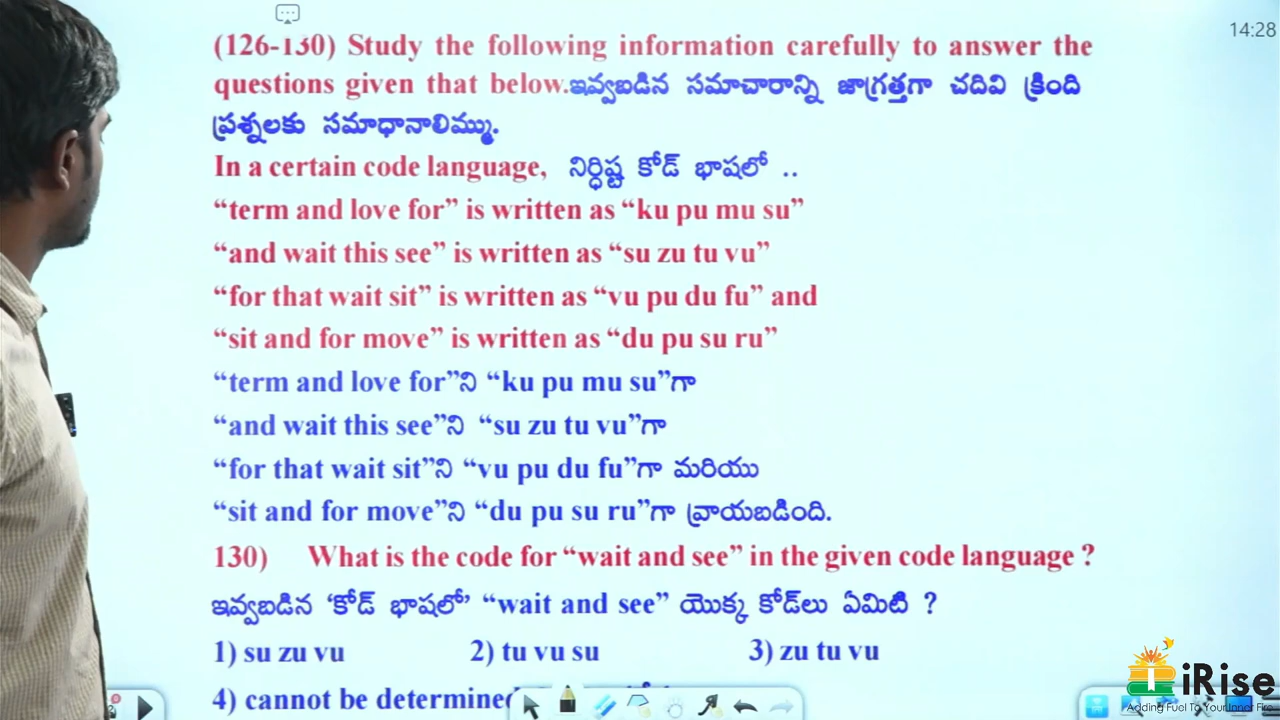 14:28
(126-130) Study the following information carefully to answer the
questions given that below.ఇవ్వబడిన సమాచారాన్ని జాగ్రత్తగా చదివి క్రింది
ప్రశ్నలకు సమాధానాలిమ్ము.
In a certain code language, నిర్ధిష్ట కోడ్ భాషలో ..
“term and love for” is written as “ku pu mu su”
“and wait this see” is written as “su zu tu vu”
“for that wait sit” is written as “vu pu du fu” and
“sit and for move” is written as “du pu su ru”
“term and love for”ని “ku pu mu su”గా
“and wait this see”ని “su zu tu vu”గా
“for that wait sit”ని “vu pu du fu”గా మరియు
“sit and for move”ని “du pu su ru”గా వ్రాయబడింది.
130) What is the code for “wait and see” in the given code language ?
ఇవ్వబడిన ‘కోడ్ భాషలో’ “wait and see” యొక్క కోడ్‌లు ఏమిటి ?
1) su zu vu 2) tu vu su 3) zu tu vu
4) cannot be determined
iRise
Adding Fuel To Your Inner Fire